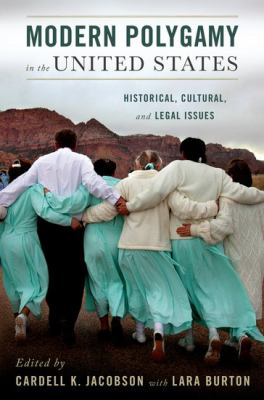 MODERN POLYGAMY
in the UNITED STATES
HISTORICAL, CULTURAL,
and LEGAL ISSUES
Edited by
CARDELL K. JACOBSON with LARA BURTON